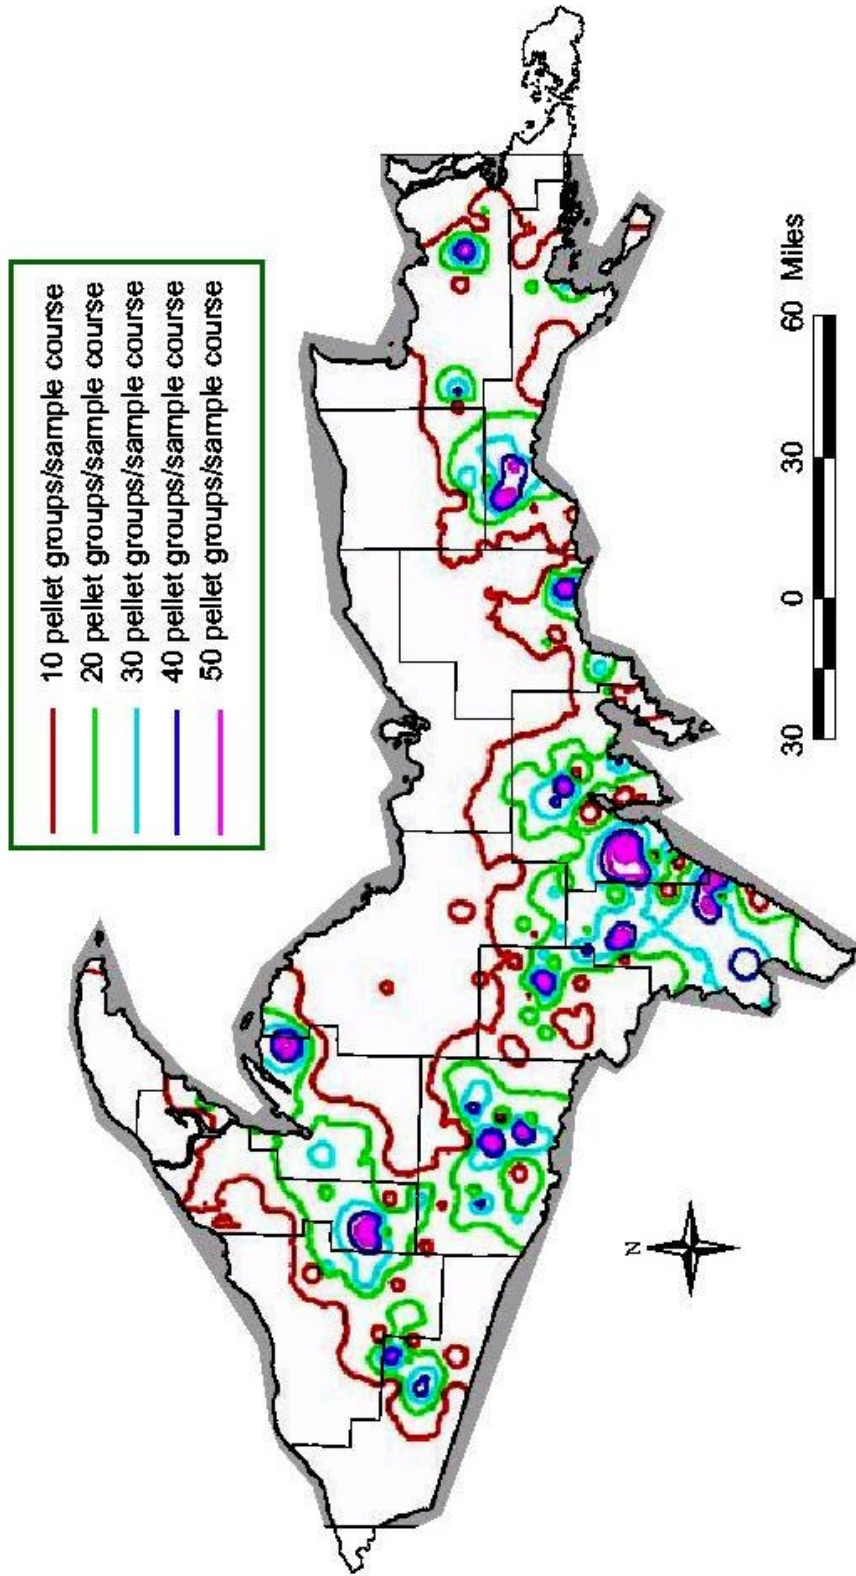 10 pellet groups/sample course
20 pellet groups/sample course
30 pellet groups/sample course
40 pellet groups/sample course
50 pellet groups/sample course
N
30 0 30 60 Miles